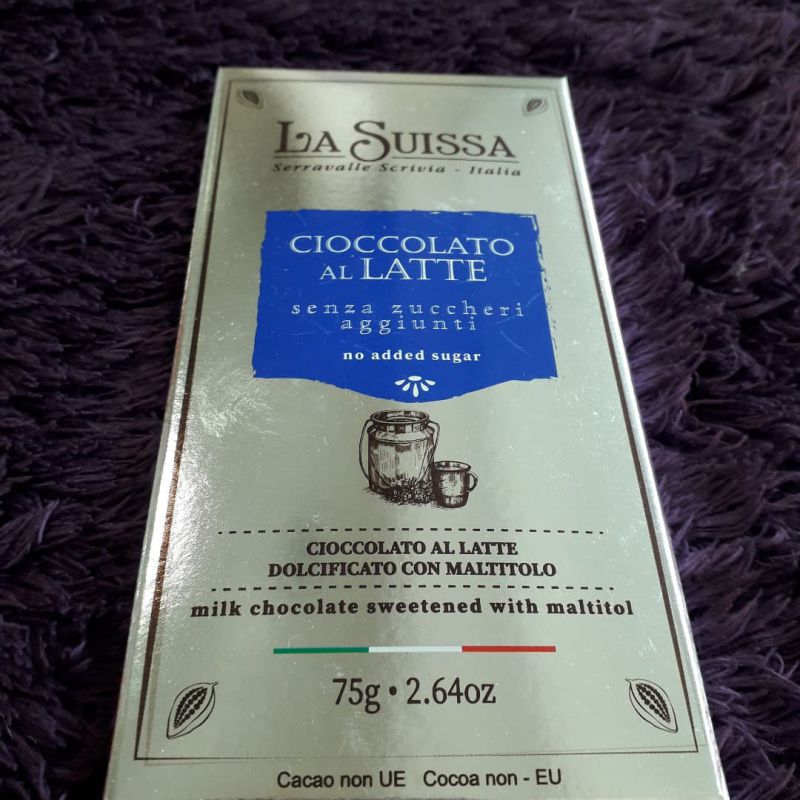 LA SUISSA
Serravalle Scrivia - Italia
CIOCCOLATO
AL LATTE
senza zuccheri
aggiunti
no added sugar
CIOCCOLATO AL LATTE
DOLCIFICATO CON MALTITOLO
milk chocolate sweetened with maltitol
75g • 2.64oz
Cacao non UE Cocoa non - EU